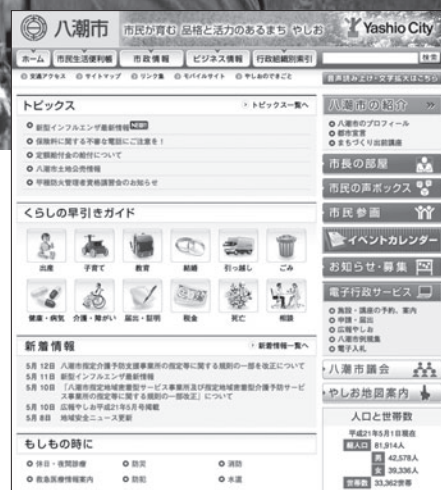 八潮市
市民が育む 品格と活力のあるまち やしお
Yashio City
ホーム
市民生活便利帳
市政情報
ビジネス情報
行政組織別索引
検索
交通アクセス
サイトマップ
リンク集
モバイルサイト
やしおのできごと
音声読み上げ・文字拡大はこちら
トピックス
トピックス一覧へ
新型インフルエンザ最新情報NEW!!
保険料に関する不審な電話にご注意を！
定額給付金の給付について
八潮市土地公売情報
甲種防火管理者資格講習会のお知らせ
くらしの早引きガイド
出産
子育て
教育
結婚
引っ越し
ごみ
健康・病気
介護・障がい
届出・証明
税金
死亡
相談
新着情報
新着情報一覧へ
5月 12日 八潮市指定介護予防支援事業所の指定等に関する規則の一部を改正について
5月 11日 新型インフルエンザ最新情報
5月 10日 「八潮市指定地域密着型サービス事業所及び指定地域密着型介護予防サービ
ス事業所の指定等に関する規則の一部改正」について
5月 10日 広報やしお平成21年5月号掲載
5月 8日 地域安全ニュース更新
もしもの時に
休日・夜間診療
防災
消防
救急医療情報案内
防犯
水道
八潮市の紹介
八潮市のプロフィール
都市宣言
まちづくり出前講座
市長の部屋
市民の声ボックス
市民参画
イベントカレンダー
お知らせ・募集
電子行政サービス
施設・講座の予約、案内
申請・届出
広報やしお
八潮市例規集
電子入札
八潮市議会
やしお地図案内
人口と世帯数
平成21年5月1日現在
総人口 81,914人
男 42,578人
女 39,336人
世帯数 33,362世帯